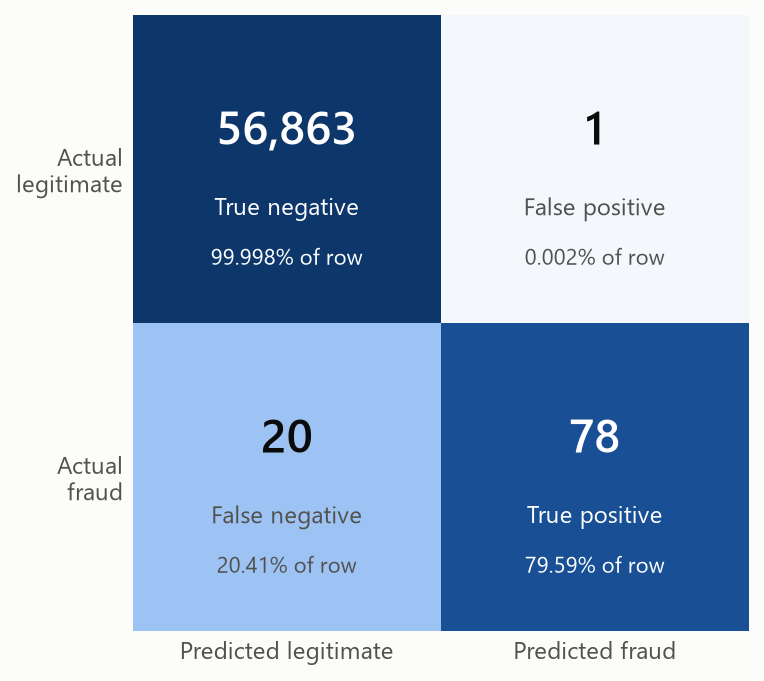 Actual
legitimate
56,863
True negative
99.998% of row
1
False positive
0.002% of row
Actual
fraud
20
False negative
20.41% of row
78
True positive
79.59% of row
Predicted legitimate
Predicted fraud